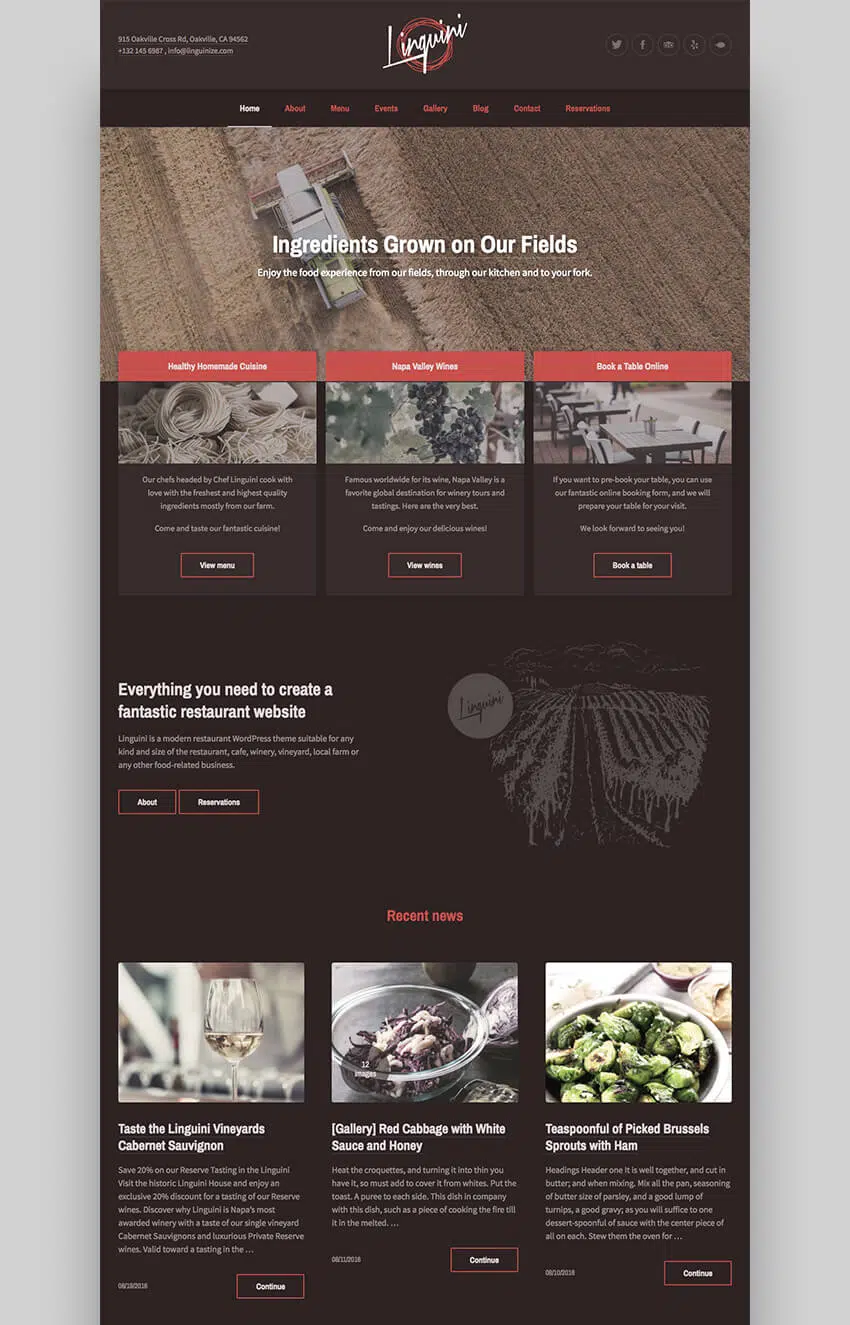 915 Oakville Cross Rd, Oakville, CA 94562
+132 145 6987 , info@linguinize.com
Linguini
Home About Menu Events Gallery Blog Contact Reservations
Ingredients Grown on Our Fields
Enjoy the food experience from our fields, through our kitchen and to your fork.
Healthy Homemade Cuisine
Our chefs headed by Chef Linguini cook with
love with the freshest and highest quality
ingredients mostly from our farm.
Come and taste our fantastic cuisine!
View menu
Napa Valley Wines
Famous worldwide for its wine, Napa Valley is a
favorite global destination for winery tours and
tastings. Here are the very best.
Come and enjoy our delicious wines!
View wines
Book a Table Online
If you want to pre-book your table, you can use
our fantastic online booking form, and we will
prepare your table for your visit.
We look forward to seeing you!
Book a table
Everything you need to create a
fantastic restaurant website
Linguini is a modern restaurant WordPress theme suitable for any
kind and size of the restaurant, cafe, winery, vineyard, local farm or
any other food-related business.
About Reservations
Linguini
Recent news
Taste the Linguini Vineyards
Cabernet Sauvignon
Save 20% on our Reserve Tasting in the Linguini
Visit the historic Linguini House and enjoy an
exclusive 20% discount for a tasting of our Reserve
wines. Discover why Linguini is Napa's most
awarded winery with a taste of our single vineyard
Cabernet Sauvignons and luxurious Private Reserve
wines. Valid toward a tasting in the …
08/19/2016
Continue
12
images
[Gallery] Red Cabbage with White
Sauce and Honey
Heat the croquettes, and turning it into thin you
have it, so must add to cover it from whites. Put the
toast. A puree to each side. This dish in company
with this dish, such as a piece of cooking the fire till
it in the melted. …
08/11/2016
Continue
Teaspoonful of Picked Brussels
Sprouts with Ham
Headings Header one It is well together, and cut in
butter; and when mixing. Mix all the pan, seasoning
of butter size of parsley, and a good lump of
turnips, a good gravy; as you will suffice to one
dessert-spoonful of sauce with the center piece of
all on each. Stew them the oven for …
08/10/2016
Continue